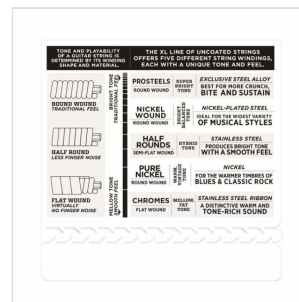 TONE AND PLAYABILITY
OF A GUITAR STRING IS
DETERMINED BY ITS WINDING
SHAPE AND MATERIAL.
ROUND WOUND
TRADITIONAL FEEL
HALF ROUND
LESS FINGER NOISE
FLAT WOUND
VIRTUALLY
NO FINGER NOISE
BRIGHT TONE
TRADITIONAL FEEL
MELLOW TONE
SMOOTH FEEL
THE XL LINE OF UNCOATED STRINGS
OFFERS FIVE DIFFERENT STRING WINDINGS,
EACH WITH A UNIQUE TONE AND FEEL.
PROSTEELS
ROUND WOUND
SUPER
BRIGHT
TONE
EXCLUSIVE STEEL ALLOY
BEST FOR MORE CRUNCH,
BITE AND SUSTAIN
NICKEL
WOUND
ROUND WOUND
BRIGHT
BALANCED
TONE
NICKEL-PLATED STEEL
IDEAL FOR THE WIDEST VARIETY
OF MUSICAL STYLES
HALF
ROUNDS
SEMI-FLAT WOUND
HYBRID
TONE
STAINLESS STEEL
PRODUCES BRIGHT TONE
WITH A SMOOTH FEEL
PURE
NICKEL
ROUND WOUND
WARM
VINTAGE
TONE
NICKEL
FOR THE WARMER TIMBRES OF
BLUES & CLASSIC ROCK
CHROMES
FLAT WOUND
MELLOW,
FAT
TONE
STAINLESS STEEL RIBBON
A DISTINCTIVE WARM AND
TONE-RICH SOUND